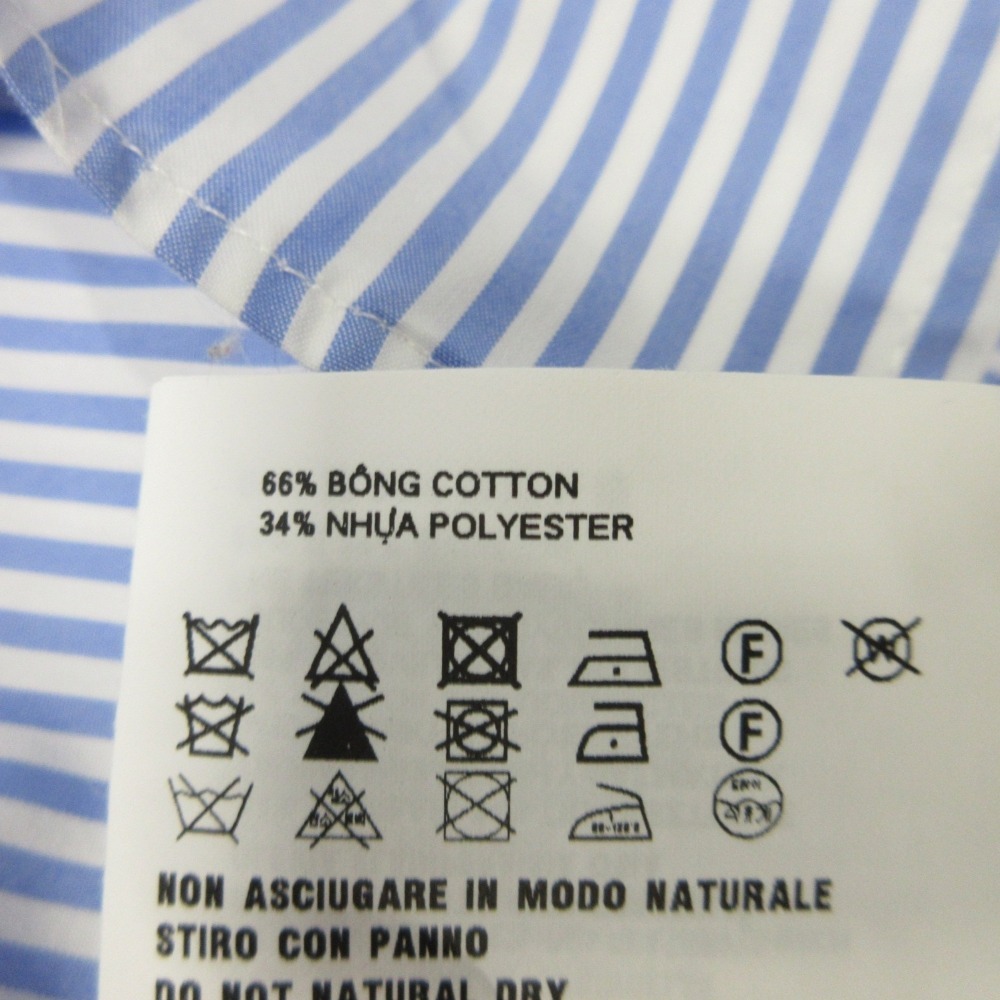 66% BÔNG COTTON
34% NHỰA POLYESTER
F W
F
NON ASCIUGARE IN MODO NATURALE
STIRO CON PANNO
DO NOT NATURAL DRY